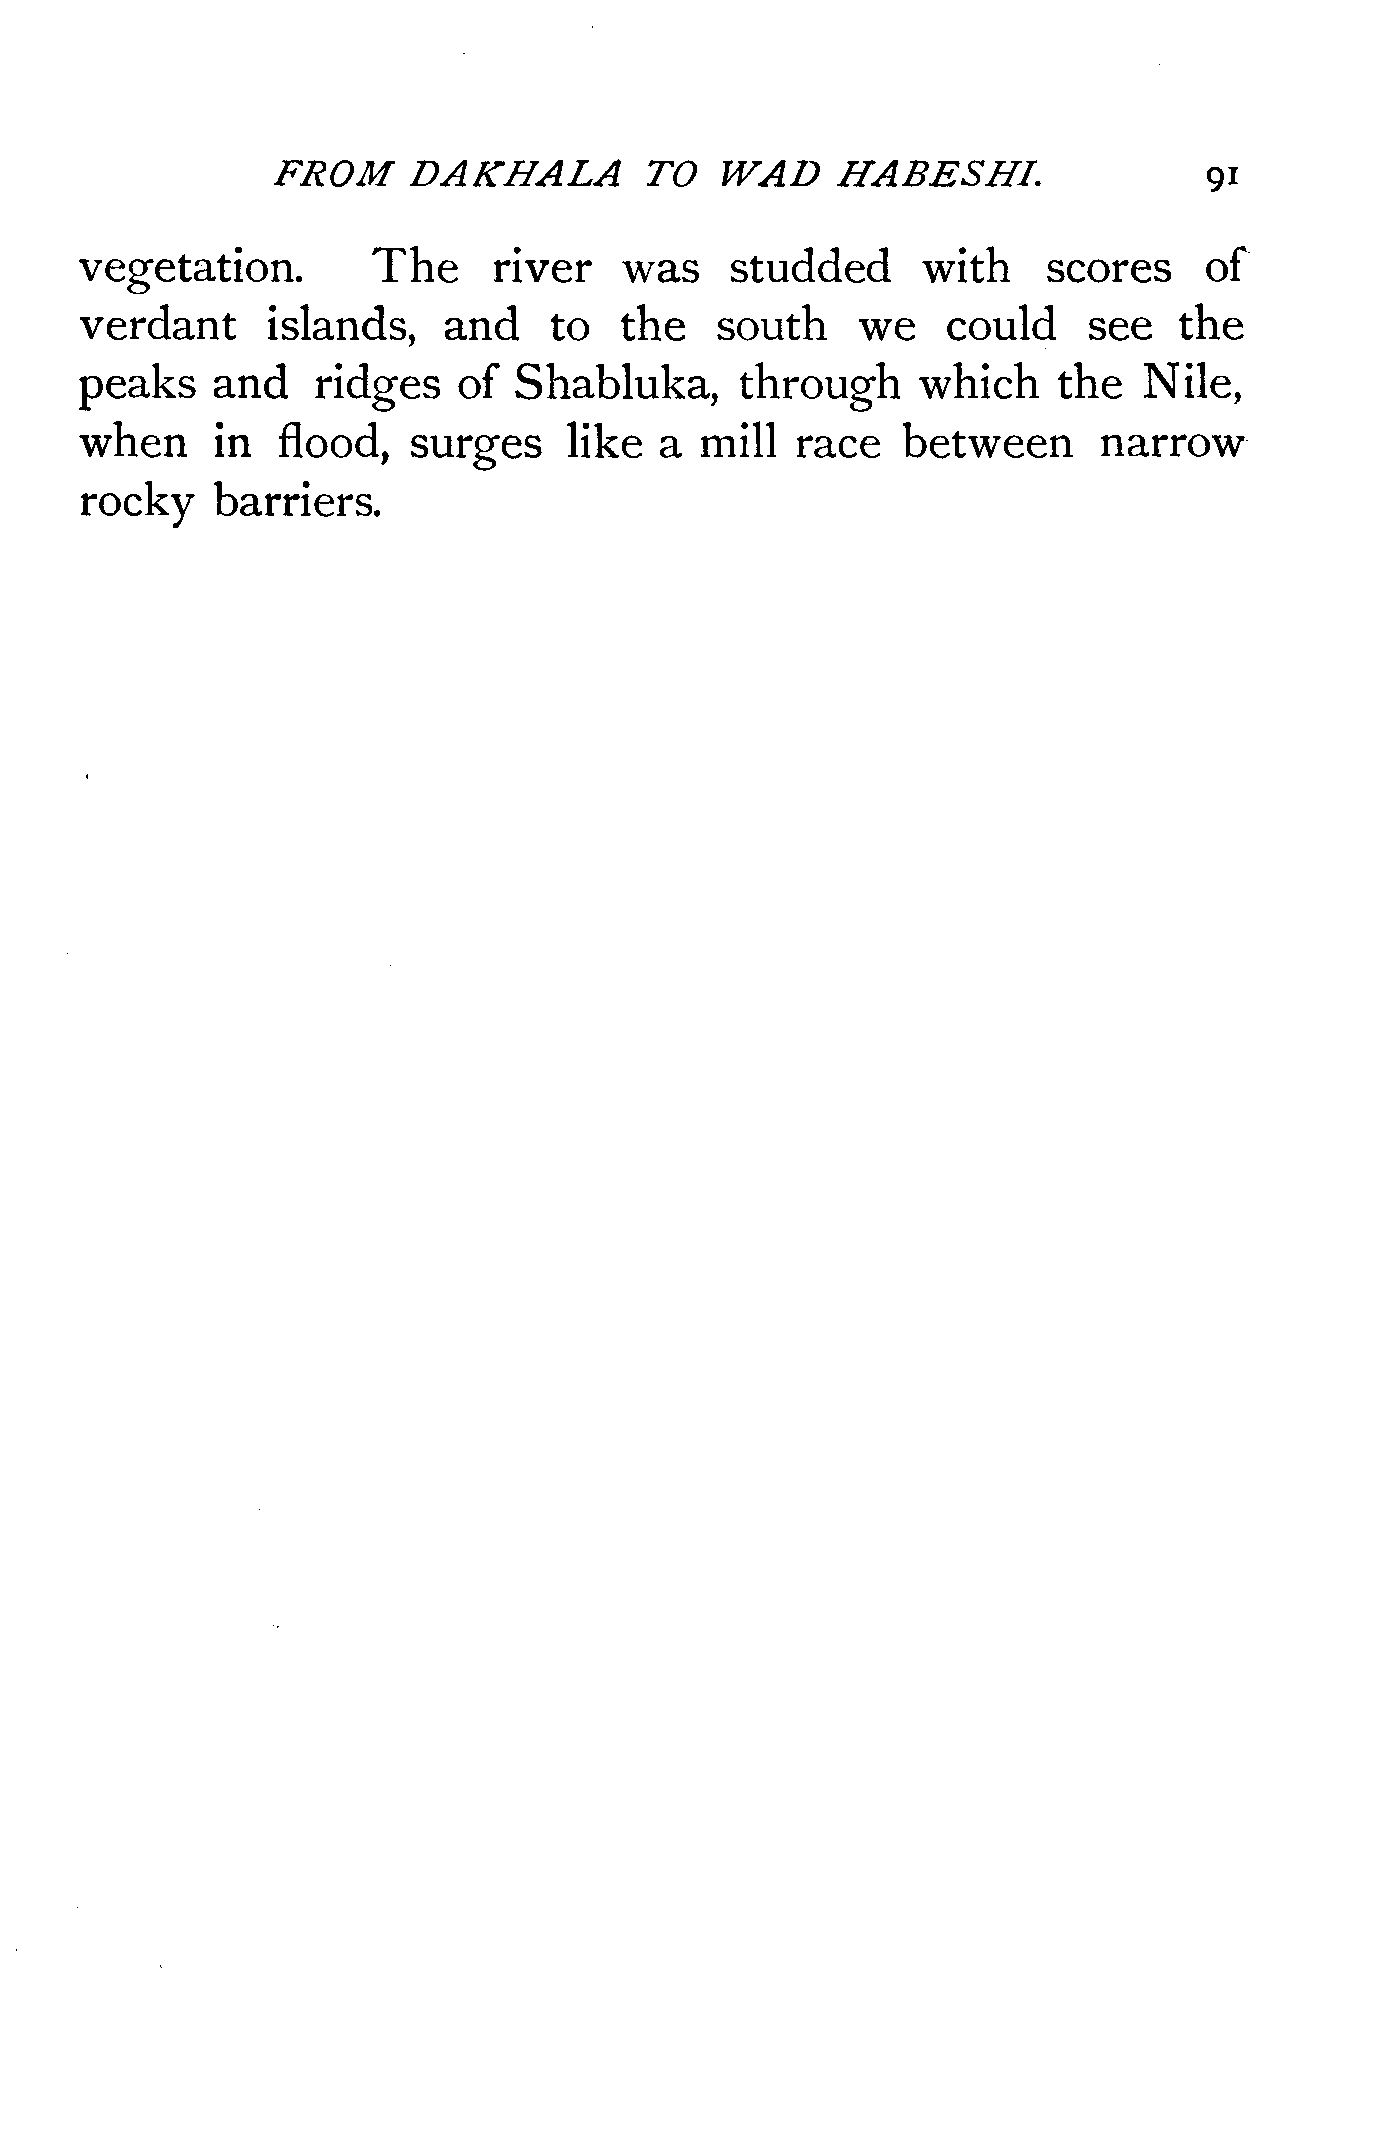 FROM DAKHALA TO WAD HABESHI. 91
vegetation. The river was studded with scores of
verdant islands, and to the south we could see the
peaks and ridges of Shabluka, through which the Nile,
when in flood, surges like a mill race between narrow
rocky barriers.